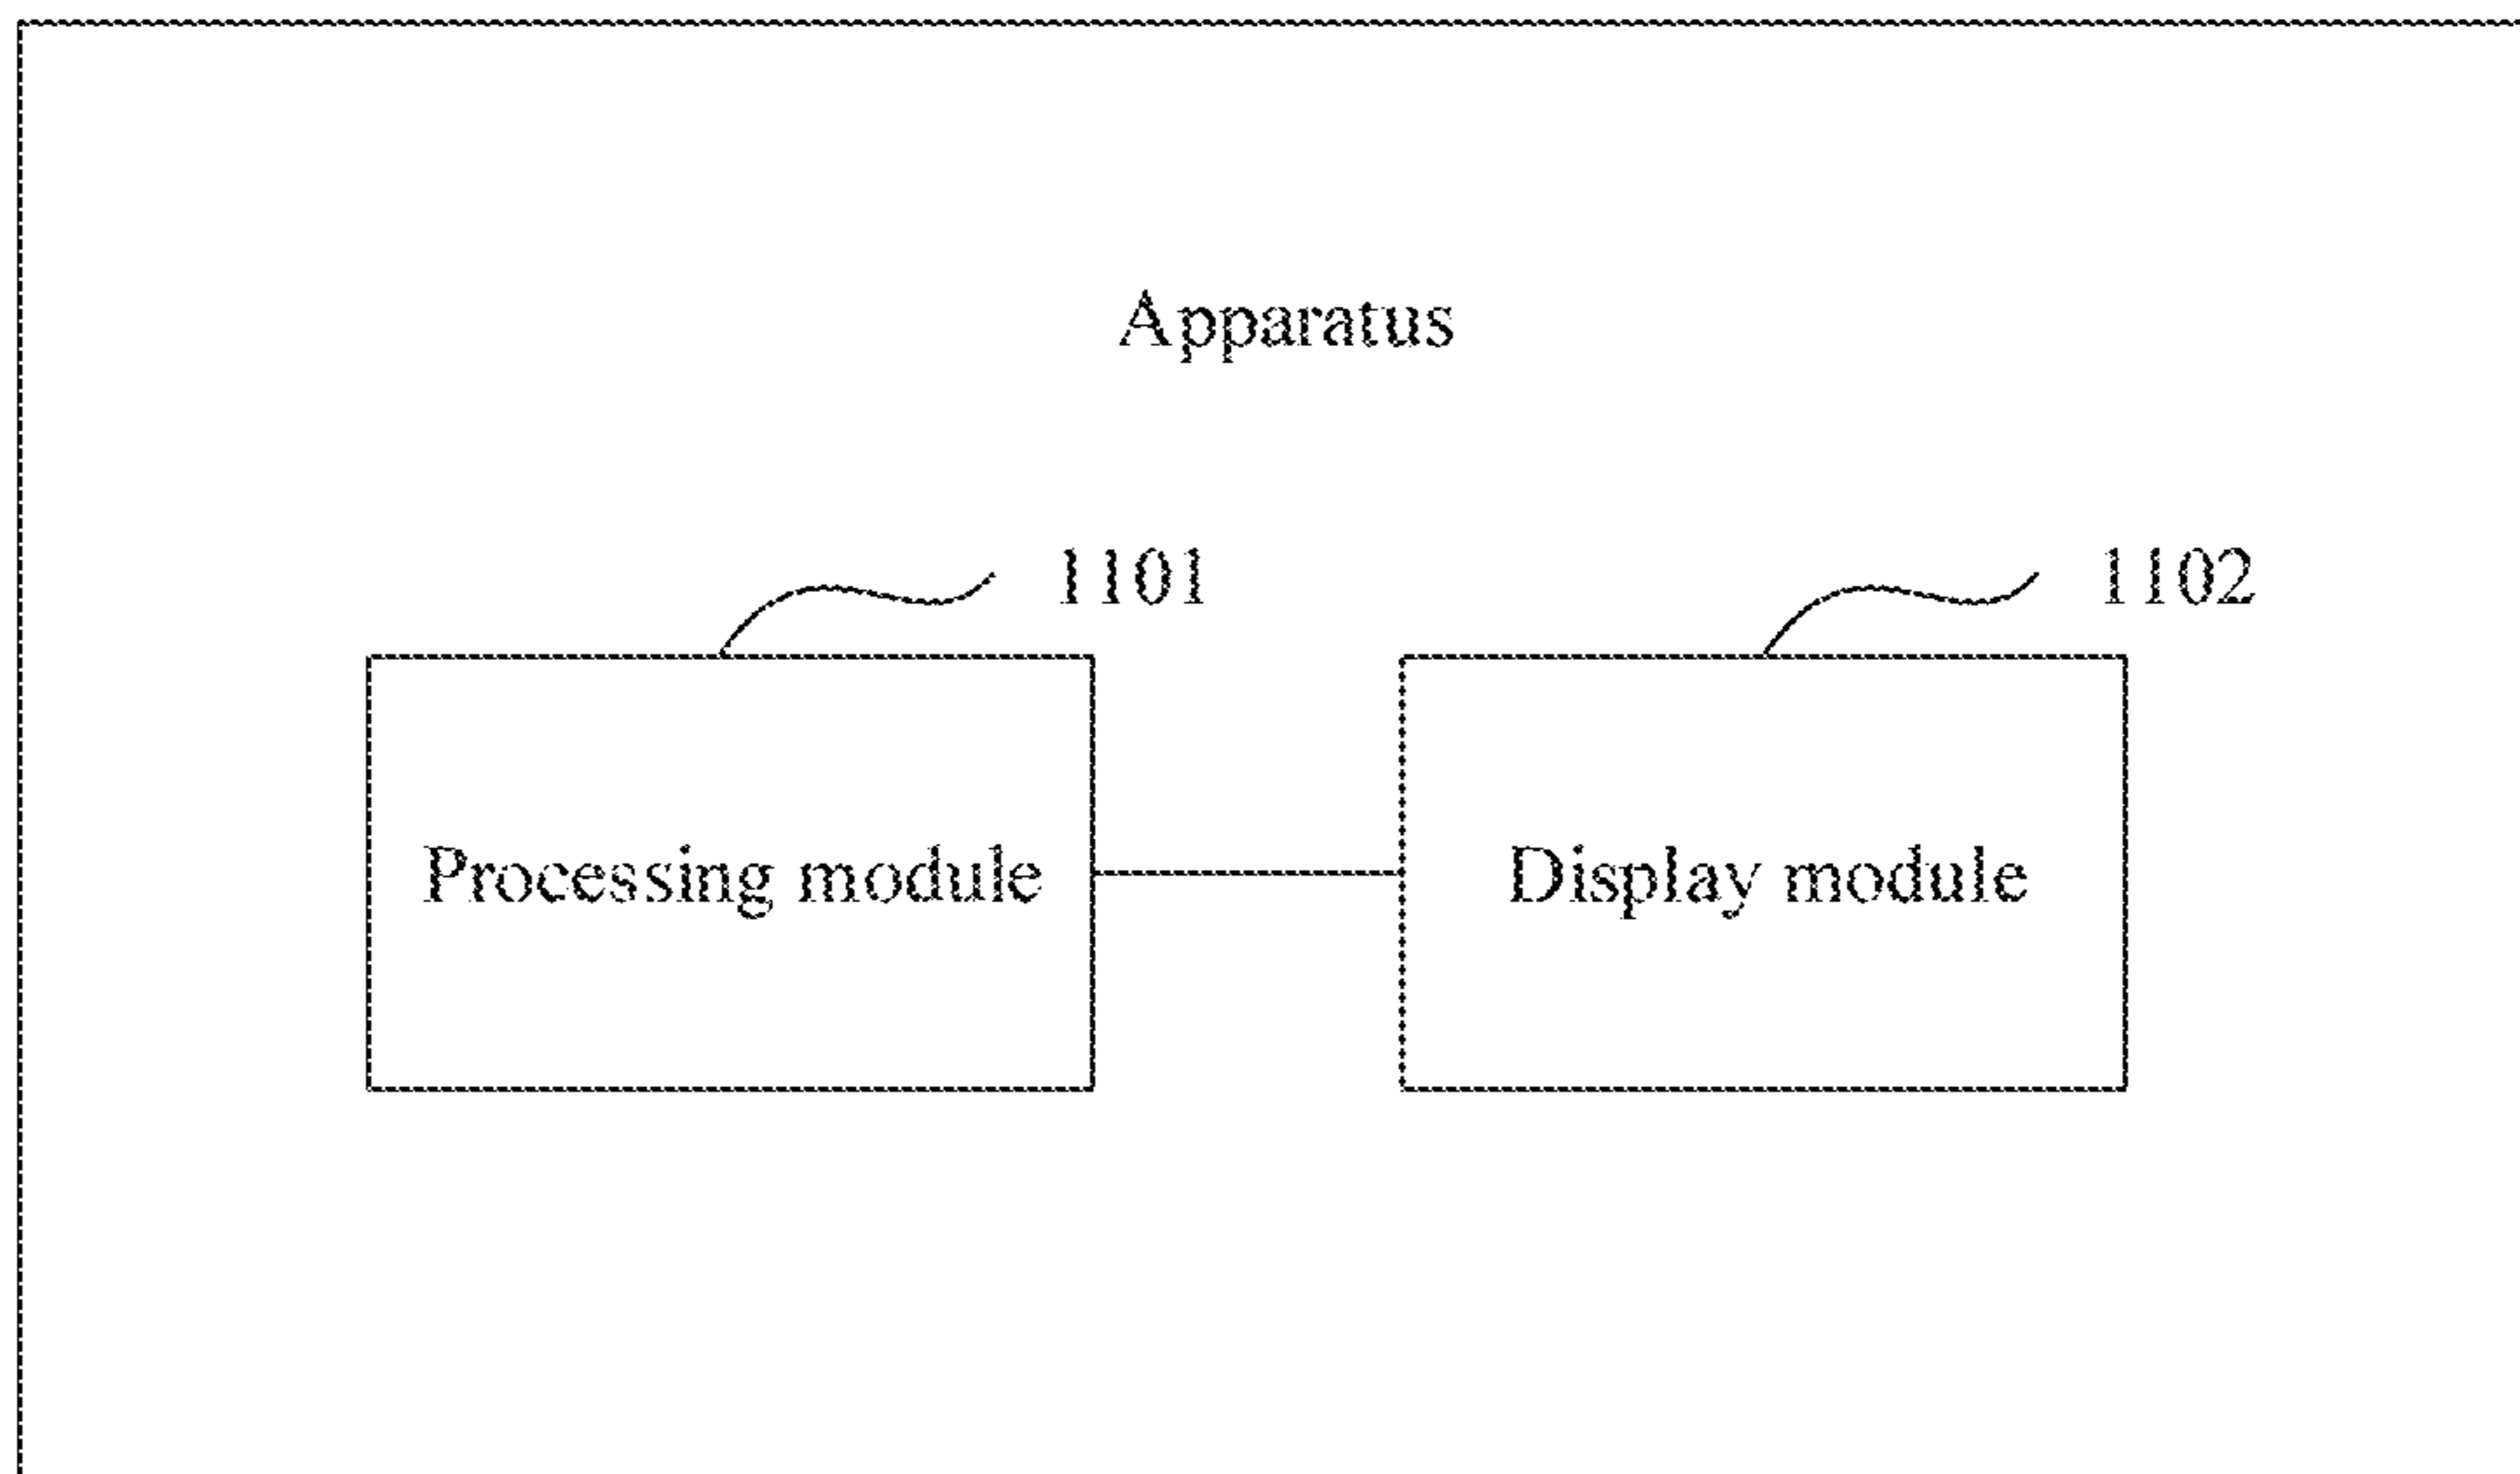 Apparatus
1101
1102
Processing module
Display module